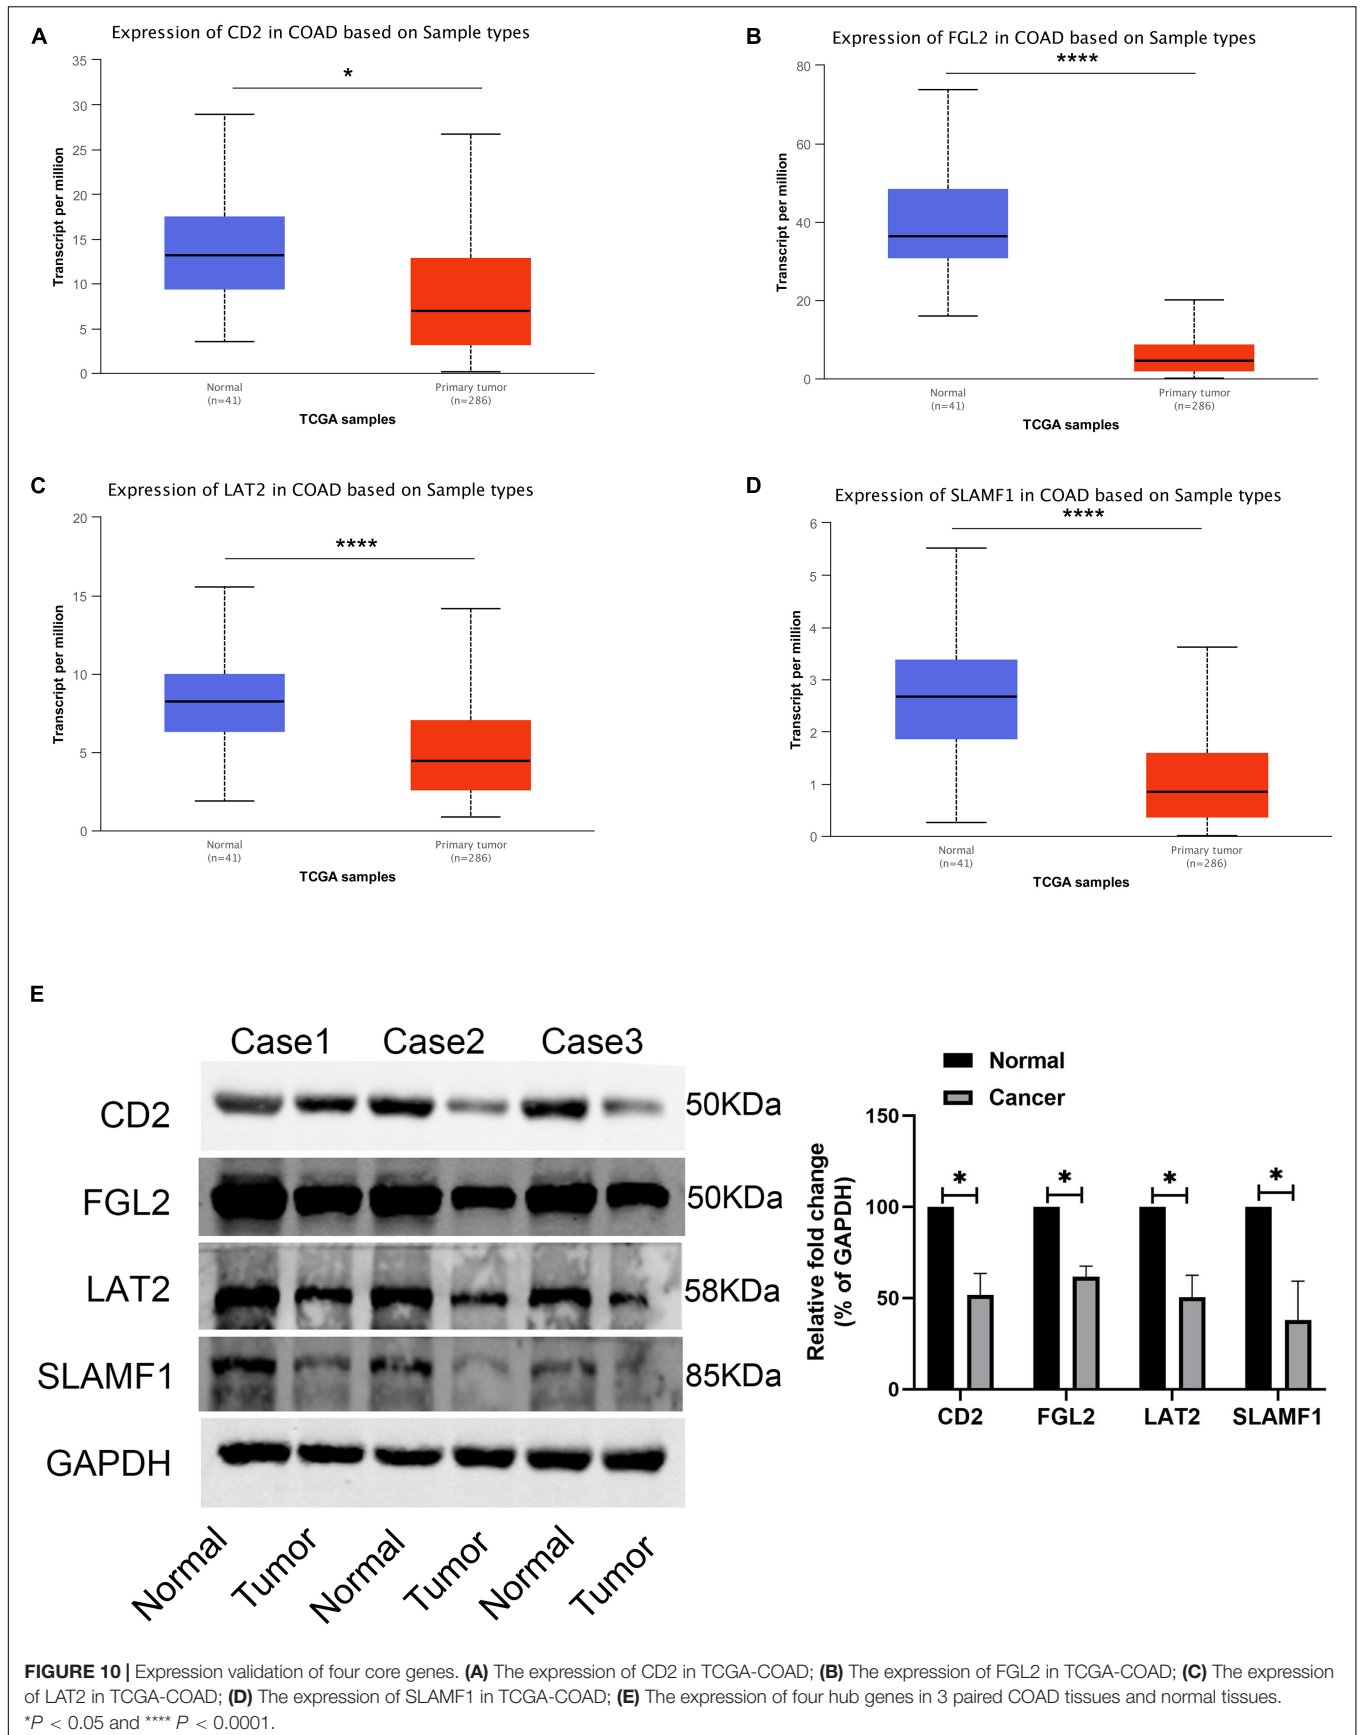 A
Expression of CD2 in COAD based on Sample types
35
30
25
20
15
10
5
0
Transcript per million
*
Normal
(n=41)
Primary tumor
(n=286)
TCGA samples
B
Expression of FGL2 in COAD based on Sample types
80
60
40
20
0
Transcript per million
****
Normal
(n=41)
Primary tumor
(n=286)
TCGA samples
C
Expression of LAT2 in COAD based on Sample types
20
15
10
5
0
Transcript per million
****
Normal
(n=41)
Primary tumor
(n=286)
TCGA samples
D
Expression of SLAMF1 in COAD based on Sample types
6
5
4
3
2
1
0
Transcript per million
****
Normal
(n=41)
Primary tumor
(n=286)
TCGA samples
E
Case1 Case2 Case3
CD2 50KDa
FGL2 50KDa
LAT2 58KDa
SLAMF1 85KDa
GAPDH
Normal Tumor Normal Tumor Normal Tumor
Normal
Cancer
Relative fold change
(% of GAPDH)
150
100
50
0
* * * *
CD2 FGL2 LAT2 SLAMF1
FIGURE 10 | Expression validation of four core genes. (A) The expression of CD2 in TCGA-COAD; (B) The expression of FGL2 in TCGA-COAD; (C) The expression
of LAT2 in TCGA-COAD; (D) The expression of SLAMF1 in TCGA-COAD; (E) The expression of four hub genes in 3 paired COAD tissues and normal tissues.
*P < 0.05 and **** P < 0.0001.